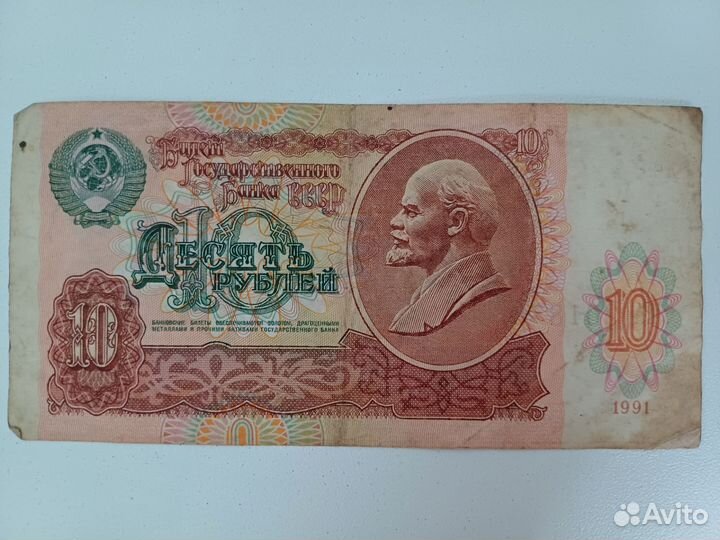 Билет
Государственного
Банка СССР
10
10
Десять
рублей
БАНКОВСКИЕ БИЛЕТЫ ОБЕСПЕЧИВАЮТСЯ ЗОЛОТОМ, ДРАГОЦЕННЫМИ
МЕТАЛЛАМИ И ПРОЧИМИ АКТИВАМИ ГОСУДАРСТВЕННОГО БАНКА
10
10
1991
Avito